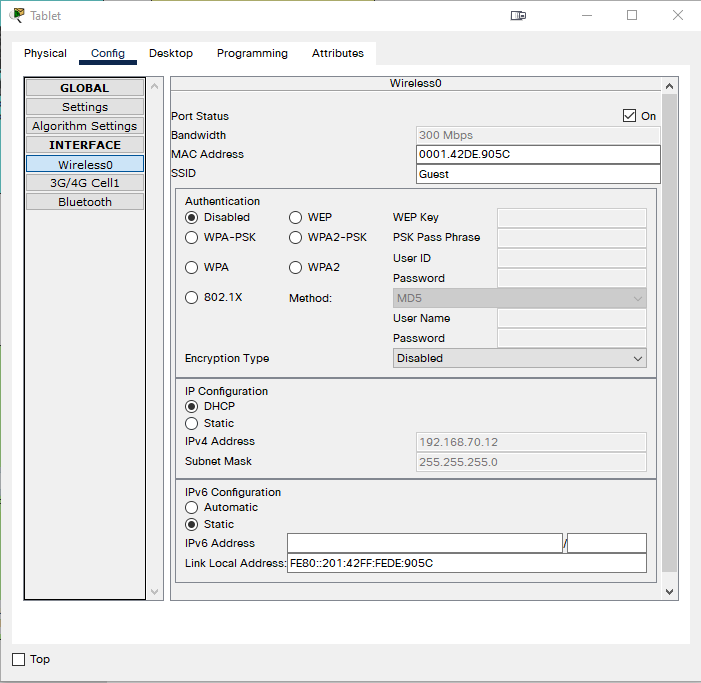 Tablet
Physical Config Desktop Programming Attributes
GLOBAL
Settings
Algorithm Settings
INTERFACE
Wireless0
3G/4G Cell1
Bluetooth
Wireless0
Port Status On
Bandwidth 300 Mbps
MAC Address 0001.42DE.905C
SSID Guest
Authentication
Disabled WEP WEP Key
WPA-PSK WPA2-PSK PSK Pass Phrase
User ID
WPA WPA2 Password
802.1X Method: MD5
User Name
Password
Encryption Type Disabled
IP Configuration
DHCP
Static
IPv4 Address 192.168.70.12
Subnet Mask 255.255.255.0
IPv6 Configuration
Automatic
Static
IPv6 Address /
Link Local Address: FE80::201:42FF:FEDE:905C
Top